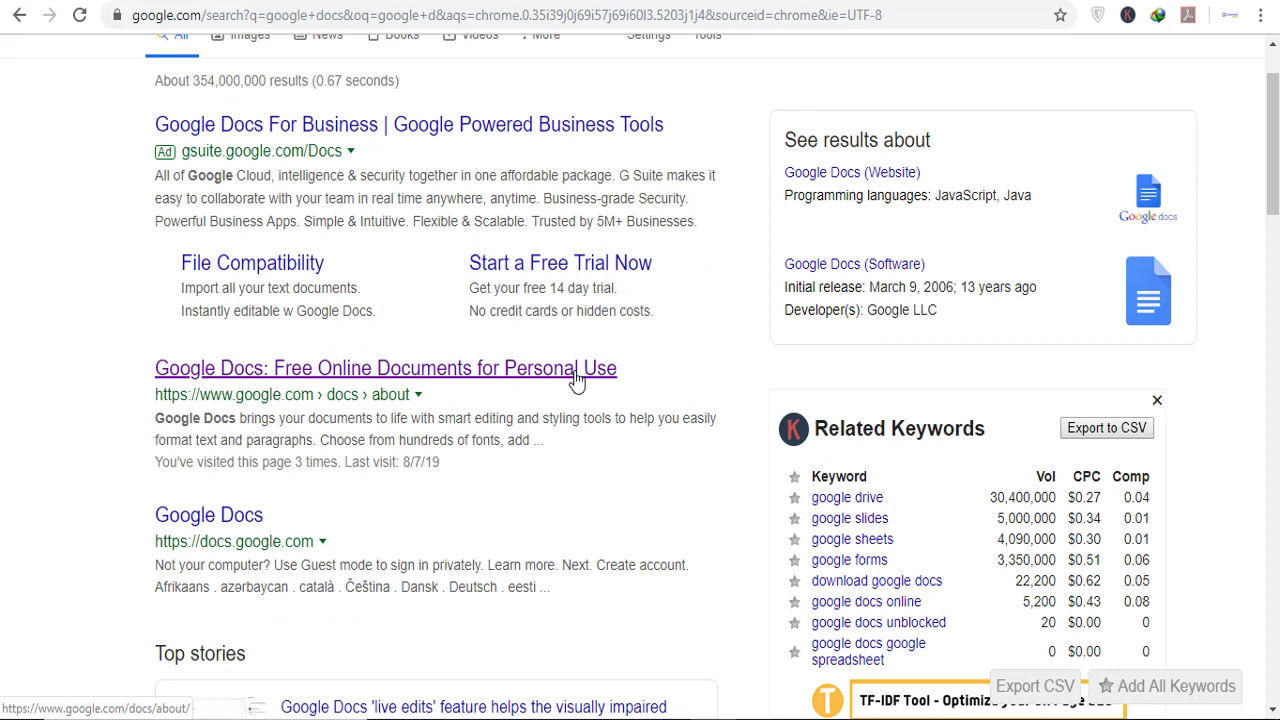 google.com/search?q=google+docs&oq=google+d&aqs=chrome.0.35i39j0j69i57j69i60l3.5203j1j4&sourceid=chrome&ie=UTF-8
K
All Images News Books Videos More Settings Tools
About 354,000,000 results (0.67 seconds)
Google Docs For Business | Google Powered Business Tools
Ad gsuite.google.com/Docs
All of Google Cloud, intelligence & security together in one affordable package. G Suite makes it
easy to collaborate with your team in real time anywhere, anytime. Business-grade Security.
Powerful Business Apps. Simple & Intuitive. Flexible & Scalable. Trusted by 5M+ Businesses.
File Compatibility
Import all your text documents.
Instantly editable w Google Docs.
Start a Free Trial Now
Get your free 14 day trial.
No credit cards or hidden costs.
Google Docs: Free Online Documents for Personal Use
https://www.google.com › docs › about
Google Docs brings your documents to life with smart editing and styling tools to help you easily
format text and paragraphs. Choose from hundreds of fonts, add ...
You've visited this page 3 times. Last visit: 8/7/19
Google Docs
https://docs.google.com
Not your computer? Use Guest mode to sign in privately. Learn more. Next. Create account.
Afrikaans . azərbaycan . català . Čeština . Dansk . Deutsch . eesti ...
Top stories
Google Docs 'live edits' feature helps the visually impaired
https://www.google.com/docs/about/
See results about
Google Docs (Website)
Programming languages: JavaScript, Java
Google docs
Google Docs (Software)
Initial release: March 9, 2006; 13 years ago
Developer(s): Google LLC
K Related Keywords Export to CSV
Keyword Vol CPC Comp
google drive 30,400,000 $0.27 0.04
google slides 5,000,000 $0.34 0.01
google sheets 4,090,000 $0.30 0.01
google forms 3,350,000 $0.51 0.06
download google docs 22,200 $0.62 0.05
google docs online 5,200 $0.43 0.08
google docs unblocked 20 $0.00 0
google docs google
spreadsheet 0 $0.00 0
Export CSV Add All Keywords
T TF-IDF Tool - Optimize your